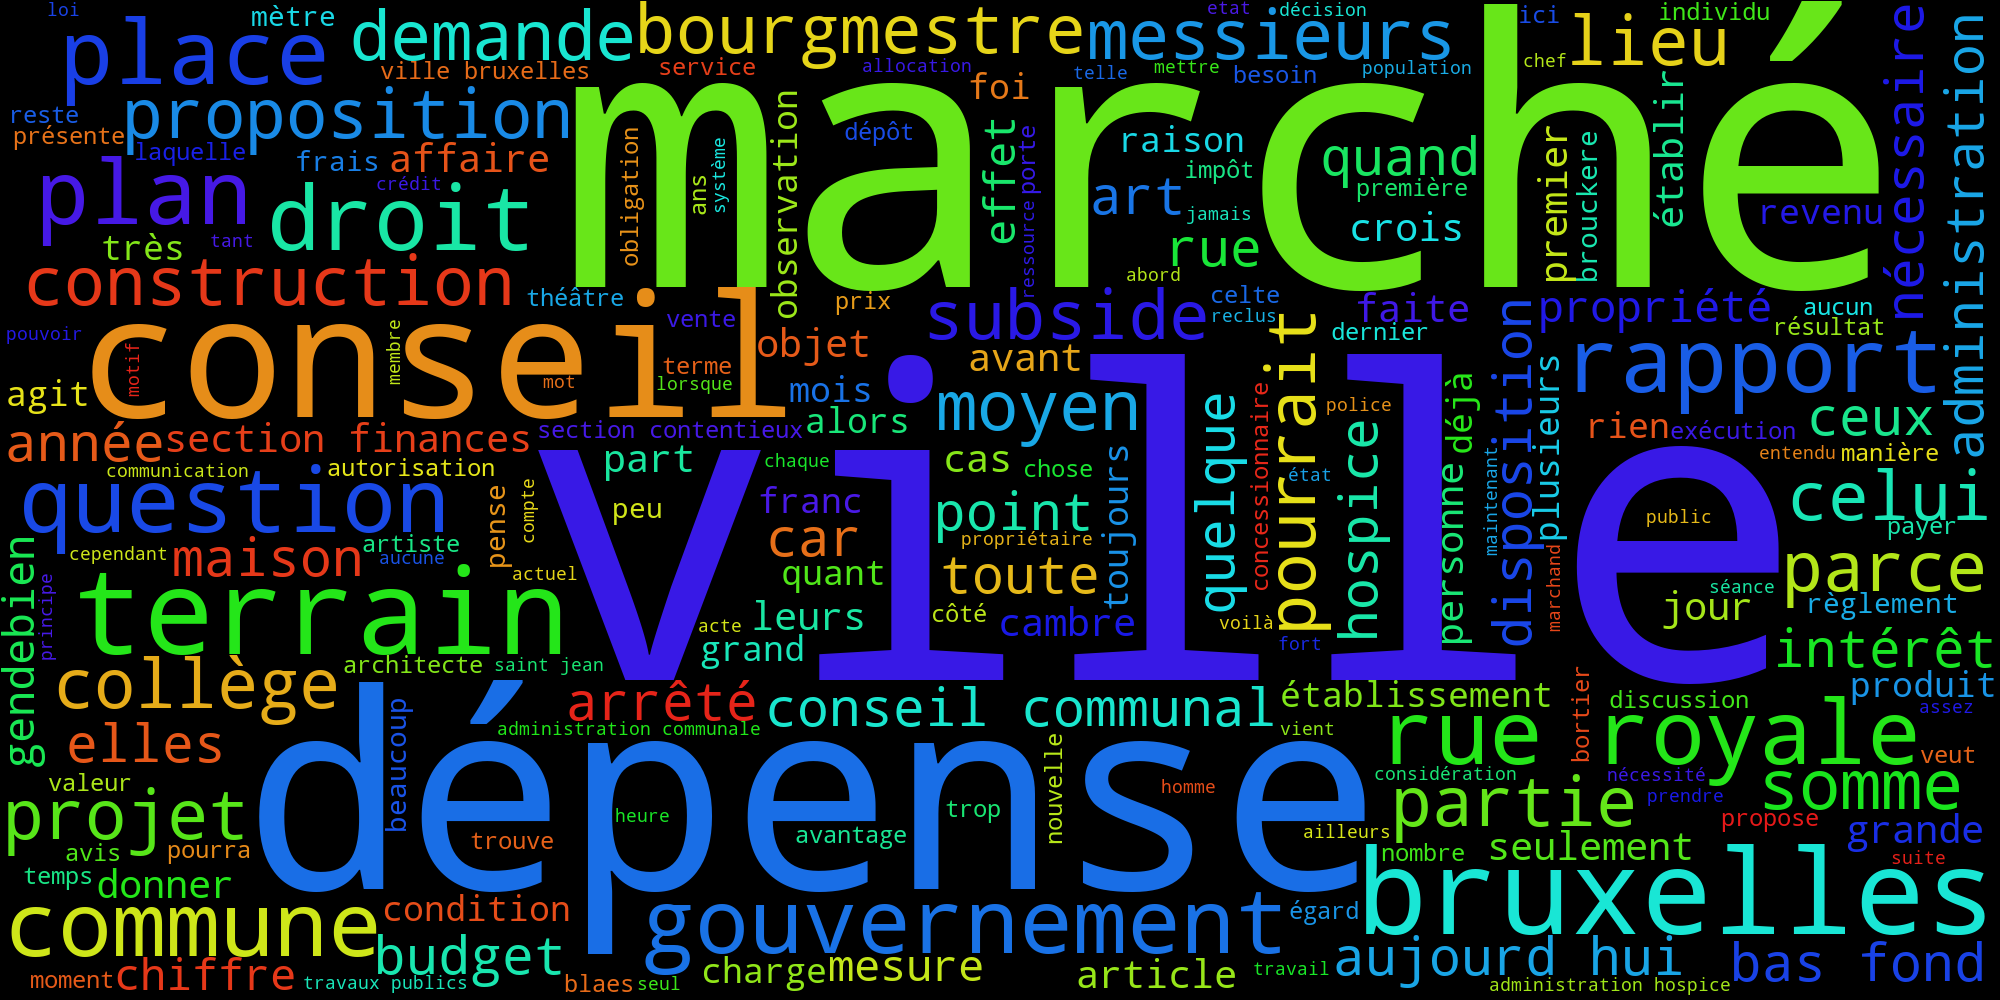 loi
mètre
place
demande
bourgmestre
messieurs
etat
décision
ici
lieu
individu
nécessaire
administration
ville bruxelles
service
allocation
foi
telle
mettre
besoin
population
chef
marché
reste
présente
proposition
laquelle
frais
affaire
crédit
plan
droit
très
tant
construction
obligation
ans
système
observation
dépôt
effet
porte
ressource
raison
impôt
art
jamais
rue
abord
quand
première
crois
premier
brouckere
établir
revenu
théâtre
prix
subside
celte
reclus
faite
dernier
propriété
aucun
résultat
pouvoir
conseil
motif
membre
mot
vente
terme
lorsque
objet
mois
avant
moyen
pourrait
disposition
rapport
agit
année
section finances
section contentieux
alors
quelque
concessionnaire
police
déjà
plusieurs
rien
exécution
ceux
entendu
manière
communication
autorisation
part
chaque
cas
chose
toujours
état
hospice
personne
maintenant
question
pense
compte
peu
franc
point
ville
public
celui
payer
gendebien
cependant
maison
artiste
aucune
actuel
car
propriétaire
quant
toute
marchand
parce
séance
jour
règlement
principe
terrain
acte
leurs
côté
cambre
voilà
fort
grand
intérêt
architecte
saint jean
collège
arrêté
conseil communal
établissement
bortier
discussion
produit
assez
elles
beaucoup
administration communale
vient
rue royale
veut
valeur
projet
dépense
nouvelle
considération
nécessité
prendre
somme
homme
heure
trop
partie
propose
grande
avis
pourra
trouve
avantage
ailleurs
nombre
seulement
suite
temps
donner
bruxelles
commune
condition
gouvernement
égard
budget
aujourd hui
bas fond
moment
chiffre
travaux publics
blaes
seul
charge
mesure
article
travail
administration hospice